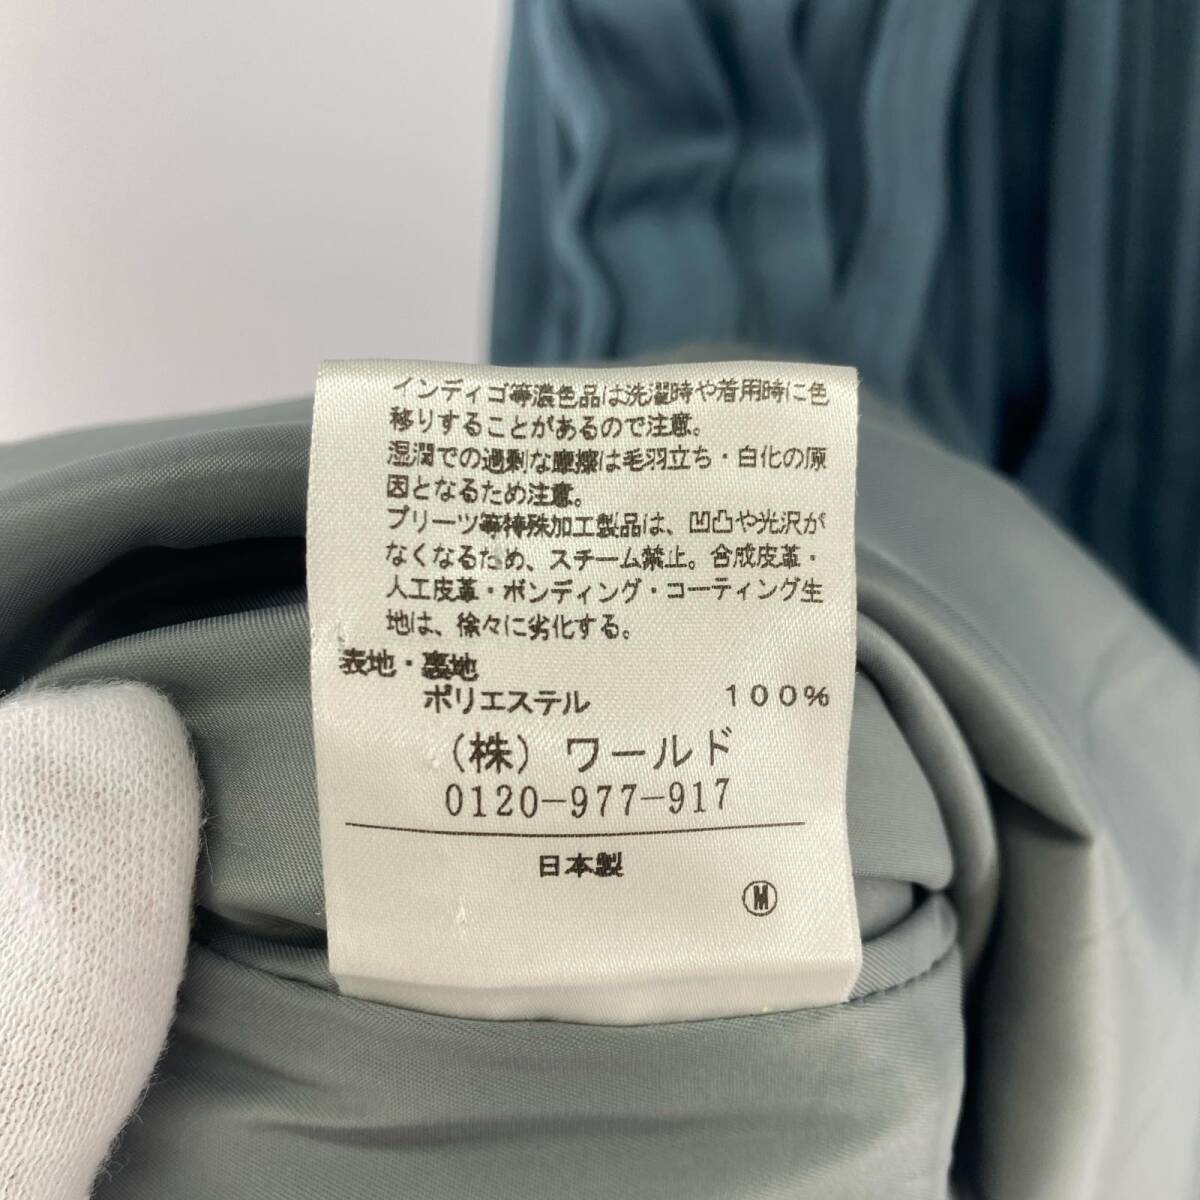 インディゴ等濃色品は洗濯時や着用時に色
移りすることがあるので注意。
湿潤での過剰な摩擦は毛羽立ち・白化の原
因となるため注意。
プリーツ等特殊加工製品は、凹凸や光沢が
なくなるため、スチーム禁止。合成皮革・
人工皮革・ボンディング・コーティング生
地は、徐々に劣化する。
表地・裏地
ポリエステル 100%
(株) ワールド
0120-977-917
日本製
Ⓜ